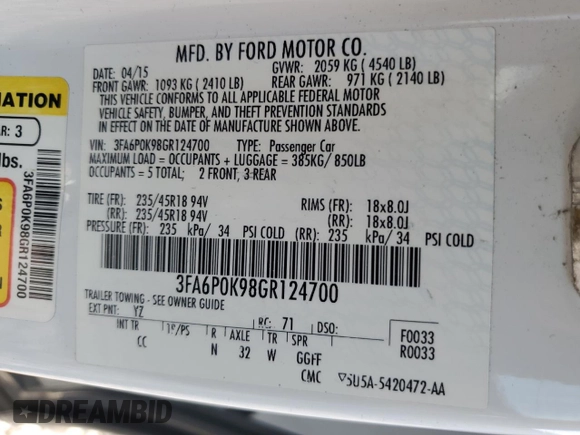 MFD. BY FORD MOTOR CO.
DATE: 04/15 GVWR: 2059 KG ( 4540 LB)
FRONT GAWR: 1093 KG ( 2410 LB) REAR GAWR: 971 KG ( 2140 LB)
THIS VEHICLE CONFORMS TO ALL APPLICABLE FEDERAL MOTOR
VEHICLE SAFETY, BUMPER, AND THEFT PREVENTION STANDARDS
IN EFFECT ON THE DATE OF MANUFACTURE SHOWN ABOVE.
VIN: 3FA6P0K98GR124700 TYPE: Passenger Car
MAXIMUM LOAD = OCCUPANTS + LUGGAGE = 385KG/ 850LB
OCCUPANTS = 5 TOTAL; 2 FRONT, 3 REAR
TIRE (FR): 235/45R18 94V RIMS (FR): 18x8.0J
(RR): 235/45R18 94V (RR): 18x8.0J
PRESSURE (FR): 235 kPa/ 34 PSI COLD (RR): 235 kPa/ 34 PSI COLD
3FA6P0K98GR124700
TRAILER TOWING - SEE OWNER GUIDE
EXT PNT: YZ RC: 71 DSO:
INT TR TP/PS R AXLE TR SPR
CC N 32 W GGFF
F0033
R0033
CMC 5U5A-5420472-AA
MATION
AR: 3
lbs.
3FA6P0K98GR124700
DREAMBID